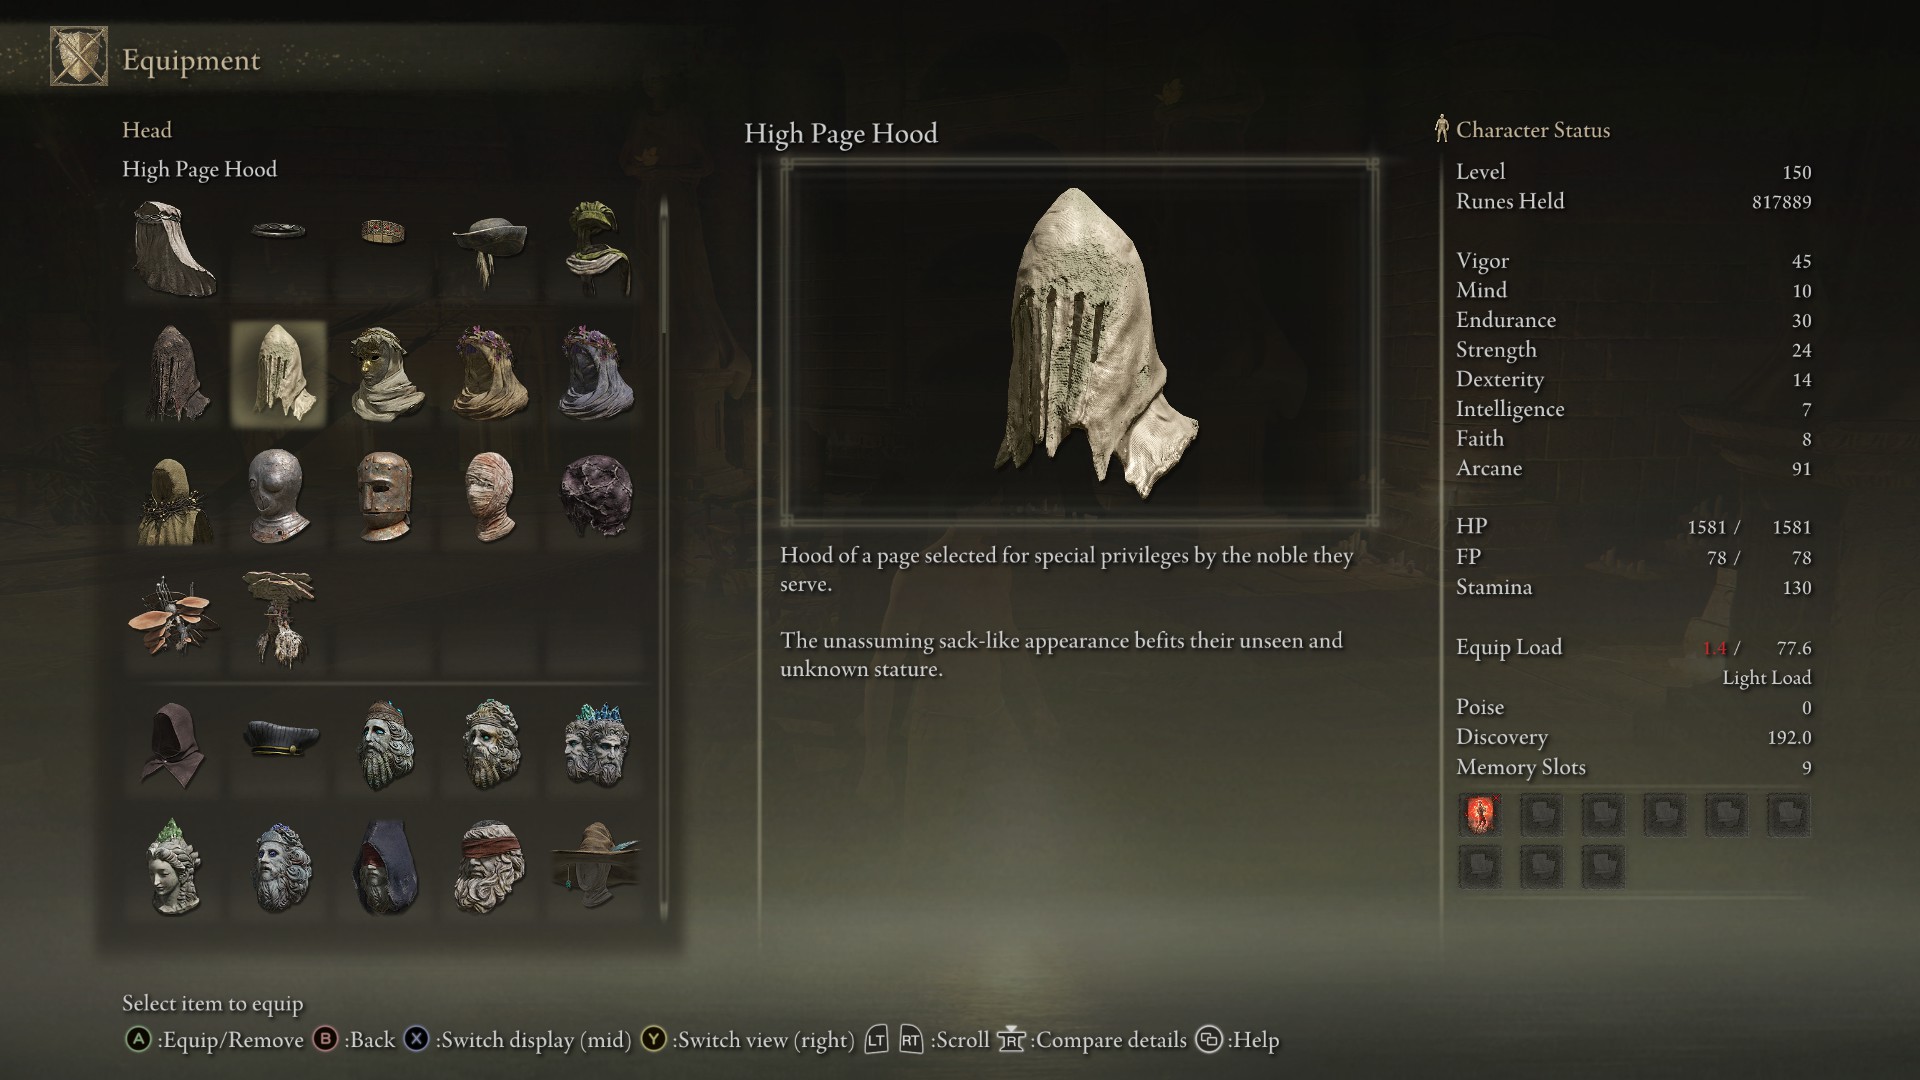 Equipment
Head
High Page Hood
High Page Hood
Hood of a page selected for special privileges by the noble they
serve.
The unassuming sack-like appearance befits their unseen and
unknown stature.
Character Status
Level 150
Runes Held 817889
Vigor 45
Mind 10
Endurance 30
Strength 24
Dexterity 14
Intelligence 7
Faith 8
Arcane 91
HP 1581 / 1581
FP 78 / 78
Stamina 130
Equip Load 1.4 / 77.6
Light Load
Poise 0
Discovery 192.0
Memory Slots 9
Select item to equip
A :Equip/Remove B :Back X :Switch display (mid) Y :Switch view (right) LT RT :Scroll R :Compare details :Help